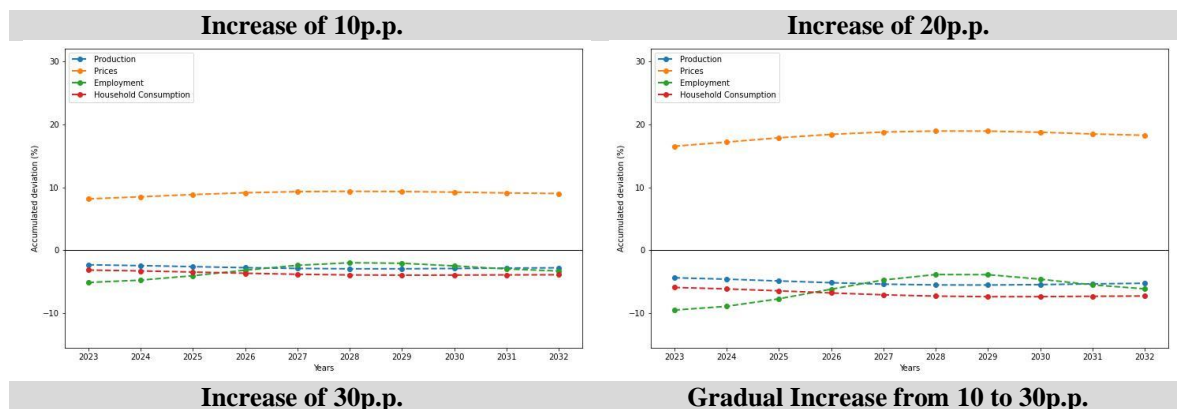 Increase of 10p.p.
Increase of 20p.p.
Production
Prices
Employment
Household Consumption
Accumulated deviation (%)
30
20
10
0
−10
2023 2024 2025 2026 2027 2028 2029 2030 2031 2032
Years
Production
Prices
Employment
Household Consumption
Accumulated deviation (%)
30
20
10
0
−10
2023 2024 2025 2026 2027 2028 2029 2030 2031 2032
Years
Increase of 30p.p.
Gradual Increase from 10 to 30p.p.